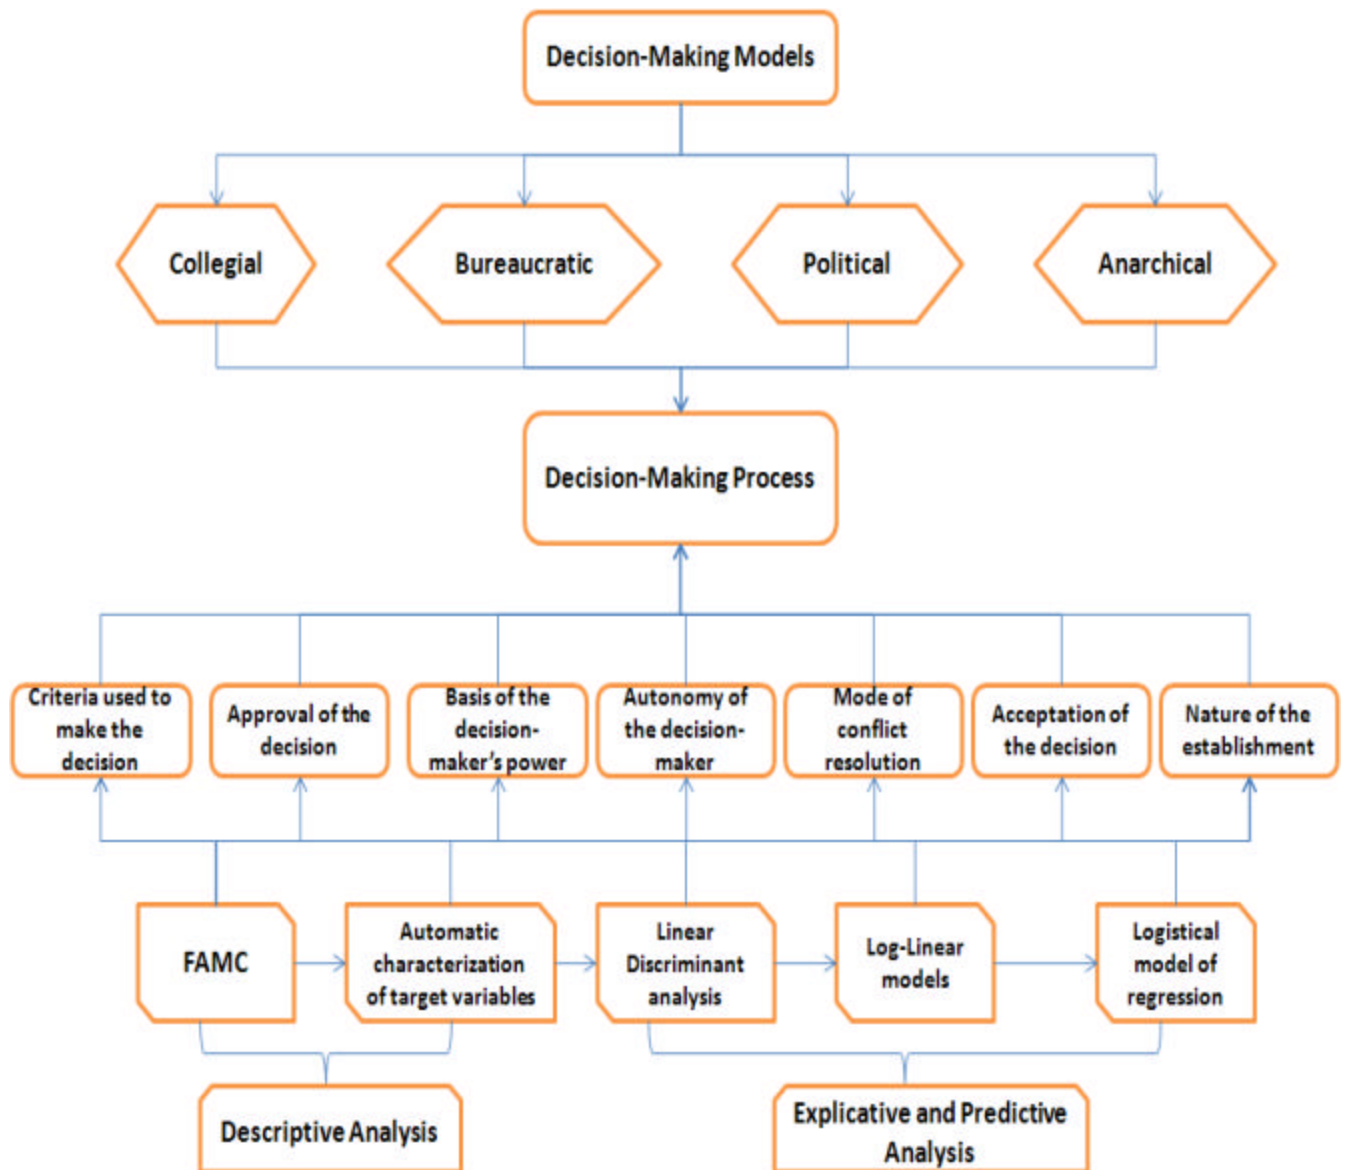 Decision-Making Models
Collegial
Bureaucratic
Political
Anarchical
Decision-Making Process
Criteria used to
make the
decision
Approval of the
decision
Basis of the
decision-
maker's power
Autonomy of
the decision-
maker
Mode of
conflict
resolution
Acceptation of
the decision
Nature of the
establishment
FAMC
Automatic
characterization
of target variables
Linear
Discriminant
analysis
Log-Linear
models
Logistical
model of
regression
Descriptive Analysis
Explicative and Predictive
Analysis